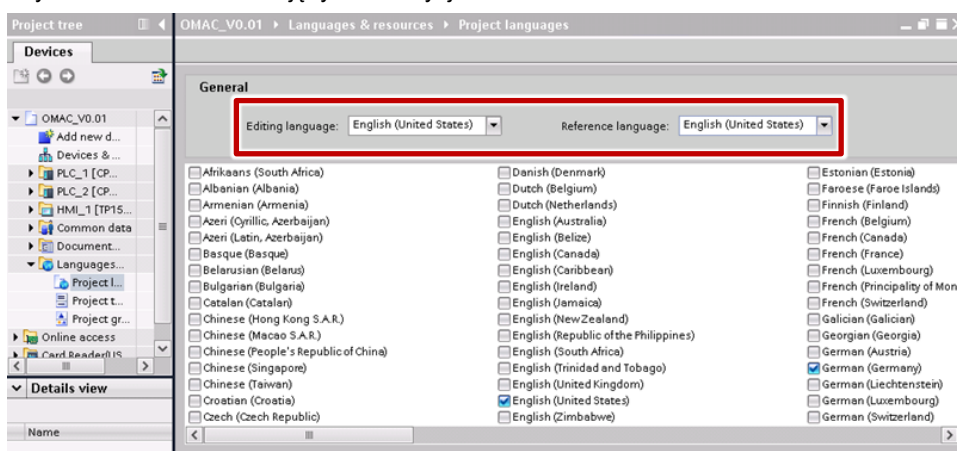 Project tree
OMAC_V0.01 ▸ Languages & resources ▸ Project languages
Devices
General
Editing language: English (United States)
Reference language: English (United States)
OMAC_V0.01
Add new d...
Devices & ...
PLC_1 [CP...
PLC_2 [CP...
HMI_1 [TP15...
Common data
Document...
Languages...
Project l...
Project t...
Project gr...
Online access
Card Reader/US
Details view
Name
Afrikaans (South Africa)
Albanian (Albania)
Armenian (Armenia)
Azeri (Cyrillic, Azerbaijan)
Azeri (Latin, Azerbaijan)
Basque (Basque)
Belarusian (Belarus)
Bulgarian (Bulgaria)
Catalan (Catalan)
Chinese (Hong Kong S.A.R.)
Chinese (Macao S.A.R.)
Chinese (People's Republic of China)
Chinese (Singapore)
Chinese (Taiwan)
Croatian (Croatia)
Czech (Czech Republic)
Danish (Denmark)
Dutch (Belgium)
Dutch (Netherlands)
English (Australia)
English (Belize)
English (Canada)
English (Caribbean)
English (Ireland)
English (Jamaica)
English (New Zealand)
English (Republic of the Philippines)
English (South Africa)
English (Trinidad and Tobago)
English (United Kingdom)
English (United States)
English (Zimbabwe)
Estonian (Estonia)
Faroese (Faroe Islands)
Finnish (Finland)
French (Belgium)
French (Canada)
French (France)
French (Luxembourg)
French (Principality of Mon
French (Switzerland)
Galician (Galician)
Georgian (Georgia)
German (Austria)
German (Germany)
German (Liechtenstein)
German (Luxembourg)
German (Switzerland)